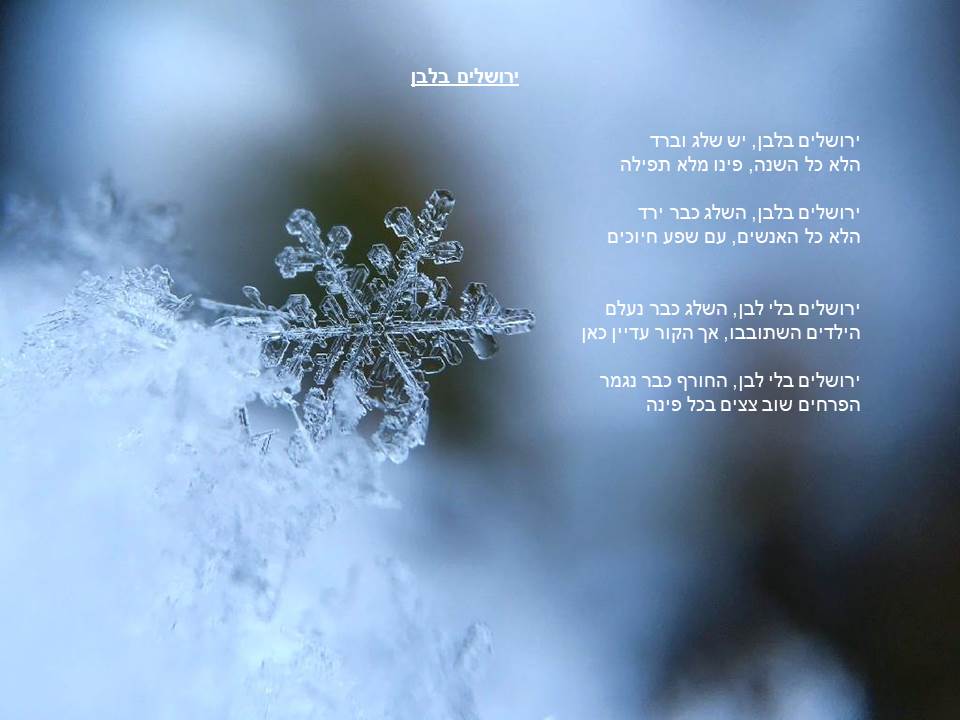 ירושלים בלבן
ירושלים בלבן, יש שלג וברד
הלא כל השנה, פינו מלא תפילה
ירושלים בלבן, השלג כבר ירד
הלא כל האנשים, עם שפע חיוכים
ירושלים בלי לבן, השלג כבר נעלם
הילדים השתובבו, אך הקור עדיין כאן
ירושלים בלי לבן, החורף כבר נגמר
הפרחים שוב צצים בכל פינה